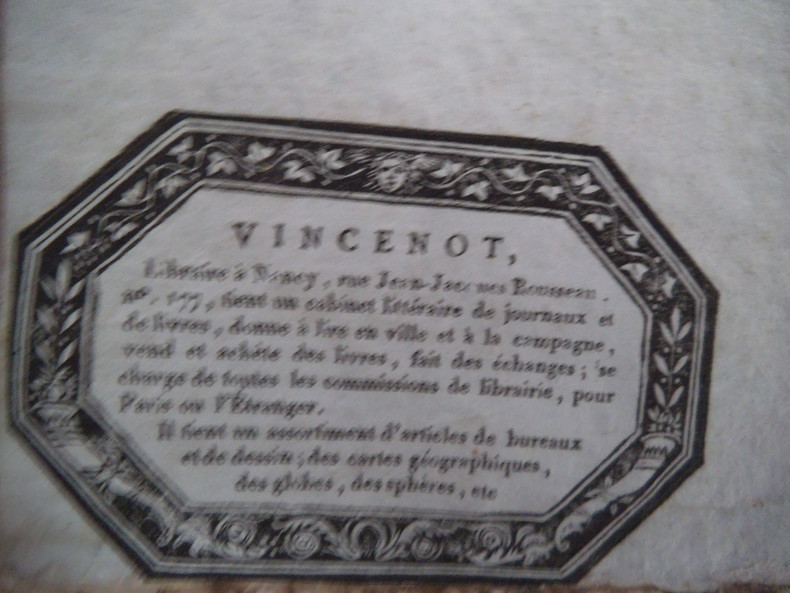 VINCENOT,
Libraire à Nancy, rue Jean-Jacques Rousseau,
nº. 177, tient un cabinet littéraire de journaux et
de livres, donne à lire en ville et à la campagne,
vend et achète des livres, fait des échanges; se
charge de toutes les commissions de librairie, pour
Paris ou l'Étranger.
Il tient un assortiment d'articles de bureaux
et de dessin; des cartes géographiques,
des globes, des sphères, etc